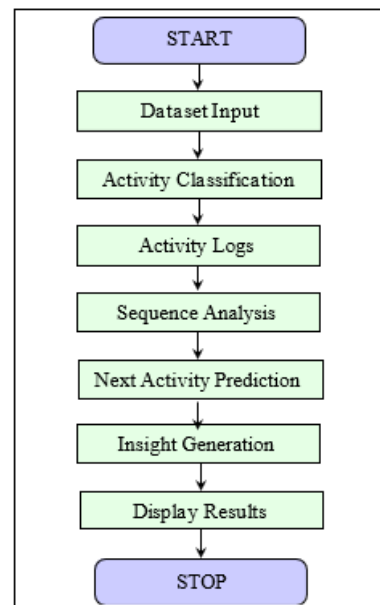 START
Dataset Input
Activity Classification
Activity Logs
Sequence Analysis
Next Activity Prediction
Insight Generation
Display Results
STOP